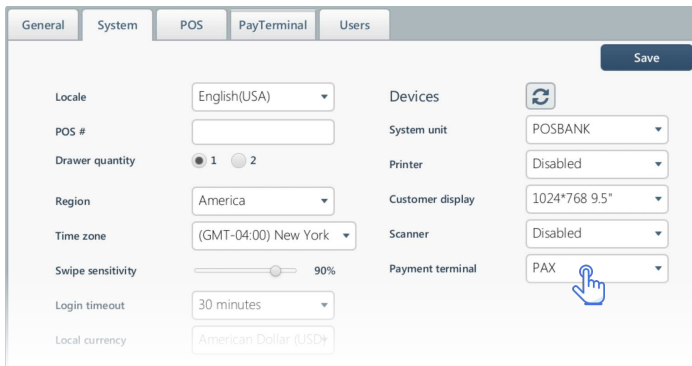 General System POS PayTerminal Users
Save
Locale English(USA) Devices
POS # System unit POSBANK
Drawer quantity 1 2 Printer Disabled
Region America Customer display 1024*768 9.5"
Time zone (GMT-04:00) New York Scanner Disabled
Swipe sensitivity 90% Payment terminal PAX
Login timeout 30 minutes
Local currency American Dollar (USD)